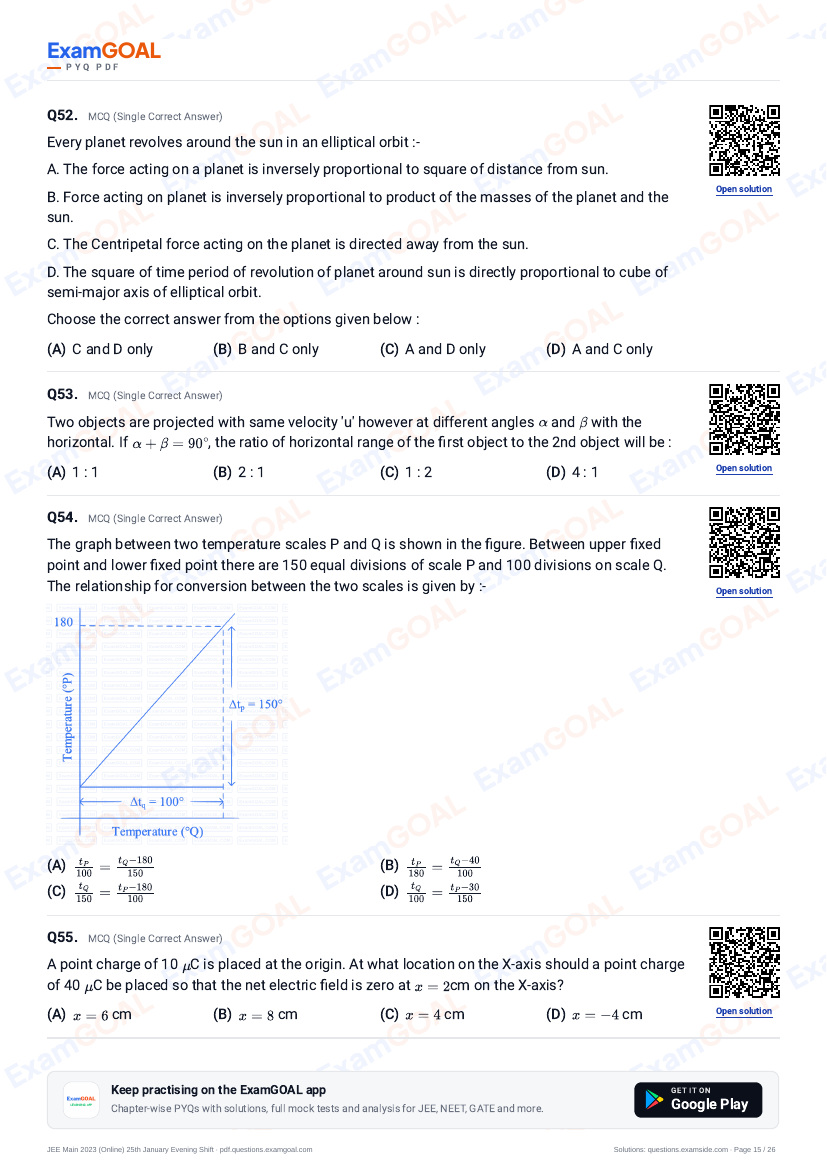 ExamGOAL
PYQ PDF
Q52. MCQ (Single Correct Answer)
Every planet revolves around the sun in an elliptical orbit :-
A. The force acting on a planet is inversely proportional to square of distance from sun.
B. Force acting on planet is inversely proportional to product of the masses of the planet and the
sun.
C. The Centripetal force acting on the planet is directed away from the sun.
D. The square of time period of revolution of planet around sun is directly proportional to cube of
semi-major axis of elliptical orbit.
Choose the correct answer from the options given below :
(A) C and D only (B) B and C only (C) A and D only (D) A and C only
Open solution
Q53. MCQ (Single Correct Answer)
Two objects are projected with same velocity 'u' however at different angles α and β with the
horizontal. If α + β = 90°, the ratio of horizontal range of the first object to the 2nd object will be :
(A) 1 : 1 (B) 2 : 1 (C) 1 : 2 (D) 4 : 1
Open solution
Q54. MCQ (Single Correct Answer)
The graph between two temperature scales P and Q is shown in the figure. Between upper fixed
point and lower fixed point there are 150 equal divisions of scale P and 100 divisions on scale Q.
The relationship for conversion between the two scales is given by :-
Open solution
180
Temperature (°P)
Δt_p = 150°
Δt_q = 100°
Temperature (°Q)
(A) t_P/100 = (t_Q−180)/150 (B) t_P/180 = (t_Q−40)/100
(C) t_Q/150 = (t_P−180)/100 (D) t_Q/100 = (t_P−30)/150
Q55. MCQ (Single Correct Answer)
A point charge of 10 μC is placed at the origin. At what location on the X-axis should a point charge
of 40 μC be placed so that the net electric field is zero at x = 2cm on the X-axis?
(A) x = 6 cm (B) x = 8 cm (C) x = 4 cm (D) x = −4 cm
Open solution
ExamGOAL
Keep practising on the ExamGOAL app
Chapter-wise PYQs with solutions, full mock tests and analysis for JEE, NEET, GATE and more.
GET IT ON
Google Play
JEE Main 2023 (Online) 25th January Evening Shift · pdf.questions.examgoal.com
Solutions: questions.examside.com · Page 15 / 26